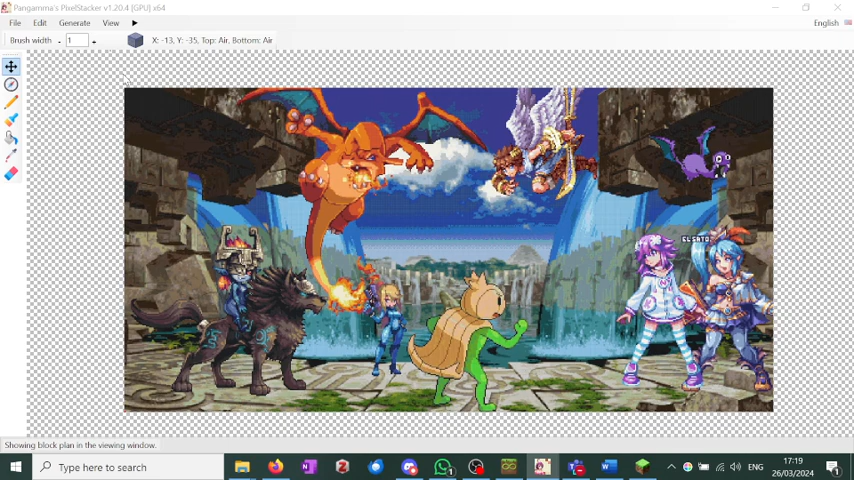 Pangamma's PixelStacker v1.20.4 [GPU] x64
File Edit Generate View
English
Brush width - 1 + X: -13, Y: -35, Top: Air, Bottom: Air
EL SATO
Showing block plan in the viewing window.
Type here to search
ENG
17:19
26/03/2024